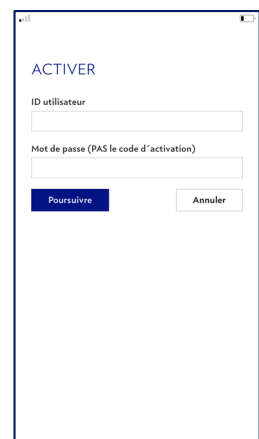 ACTIVER
ID utilisateur
Mot de passe (PAS le code d´activation)
Poursuivre
Annuler